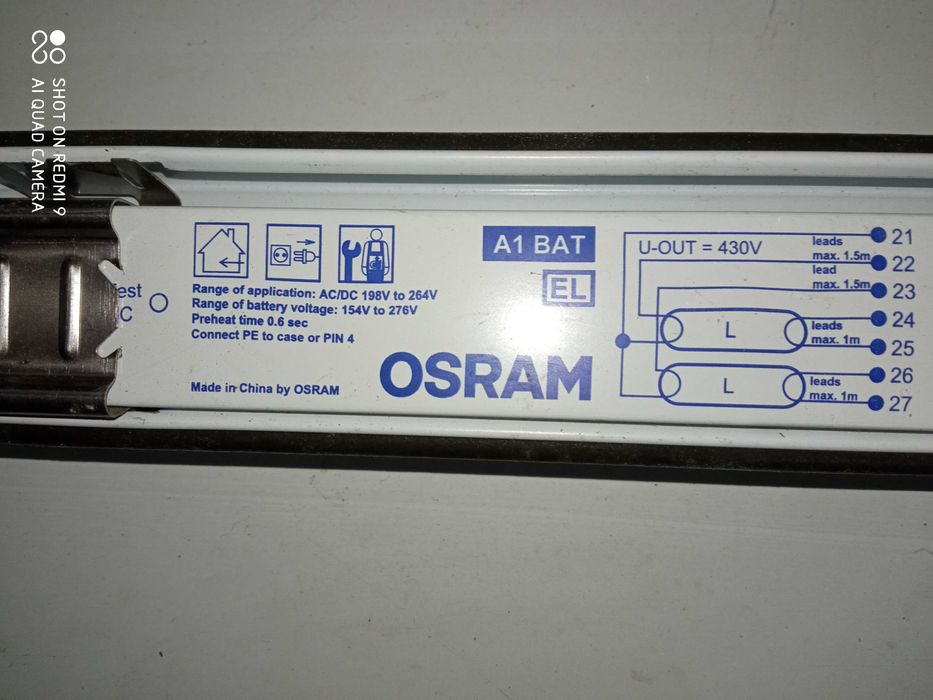 SHOT ON REDMI 9
AI QUAD CAMERA
est
C
Range of application: AC/DC 198V to 264V
Range of battery voltage: 154V to 276V
Preheat time 0.6 sec
Connect PE to case or PIN 4
Made in China by OSRAM
OSRAM
A1 BAT
EL
U-OUT = 430V
leads
max. 1.5m
lead
max. 1.5m
L
leads
max. 1m
L
leads
max. 1m
21
22
23
24
25
26
27